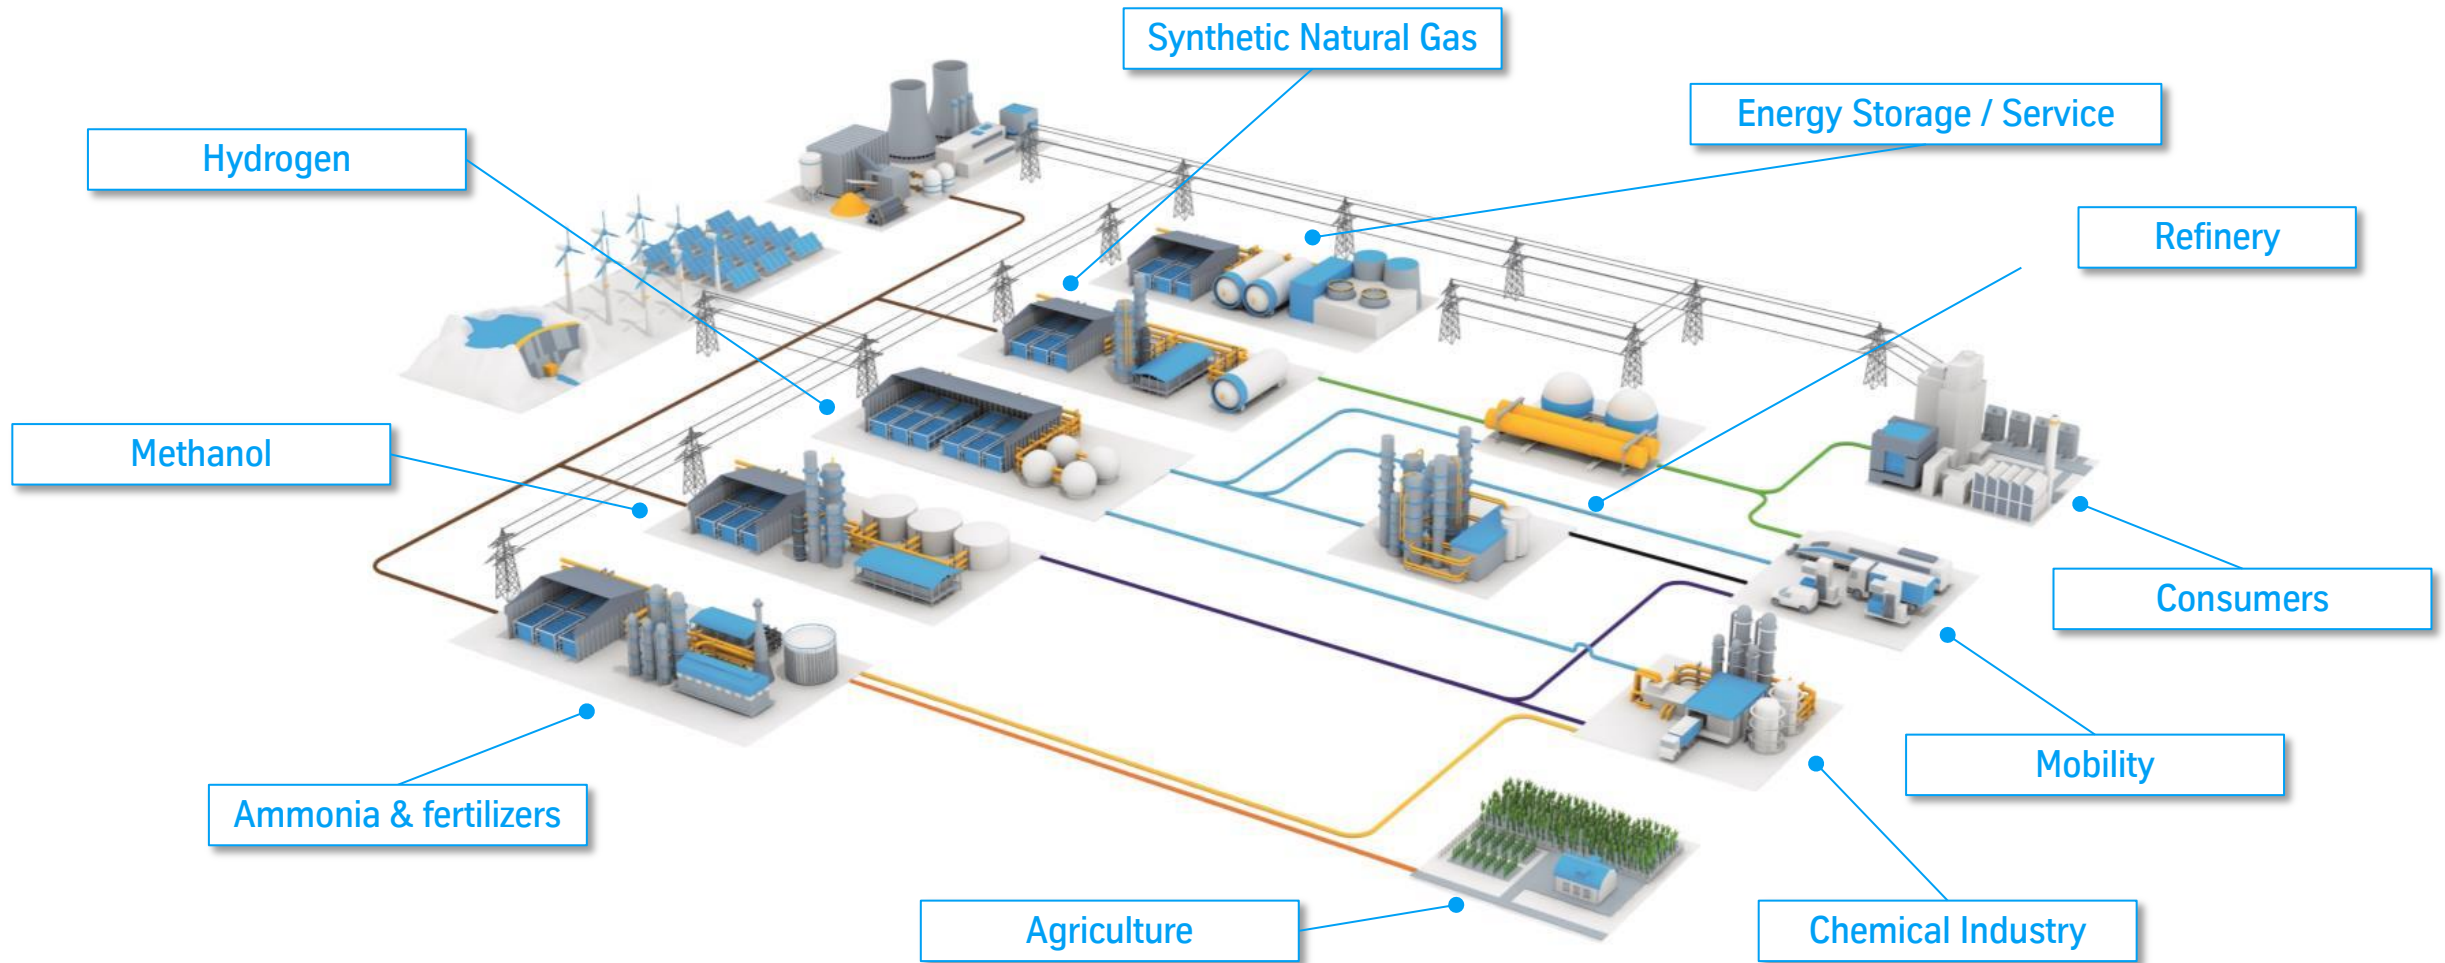 Synthetic Natural Gas
Energy Storage / Service
Hydrogen
Refinery
Methanol
Consumers
Mobility
Ammonia & fertilizers
Agriculture
Chemical Industry